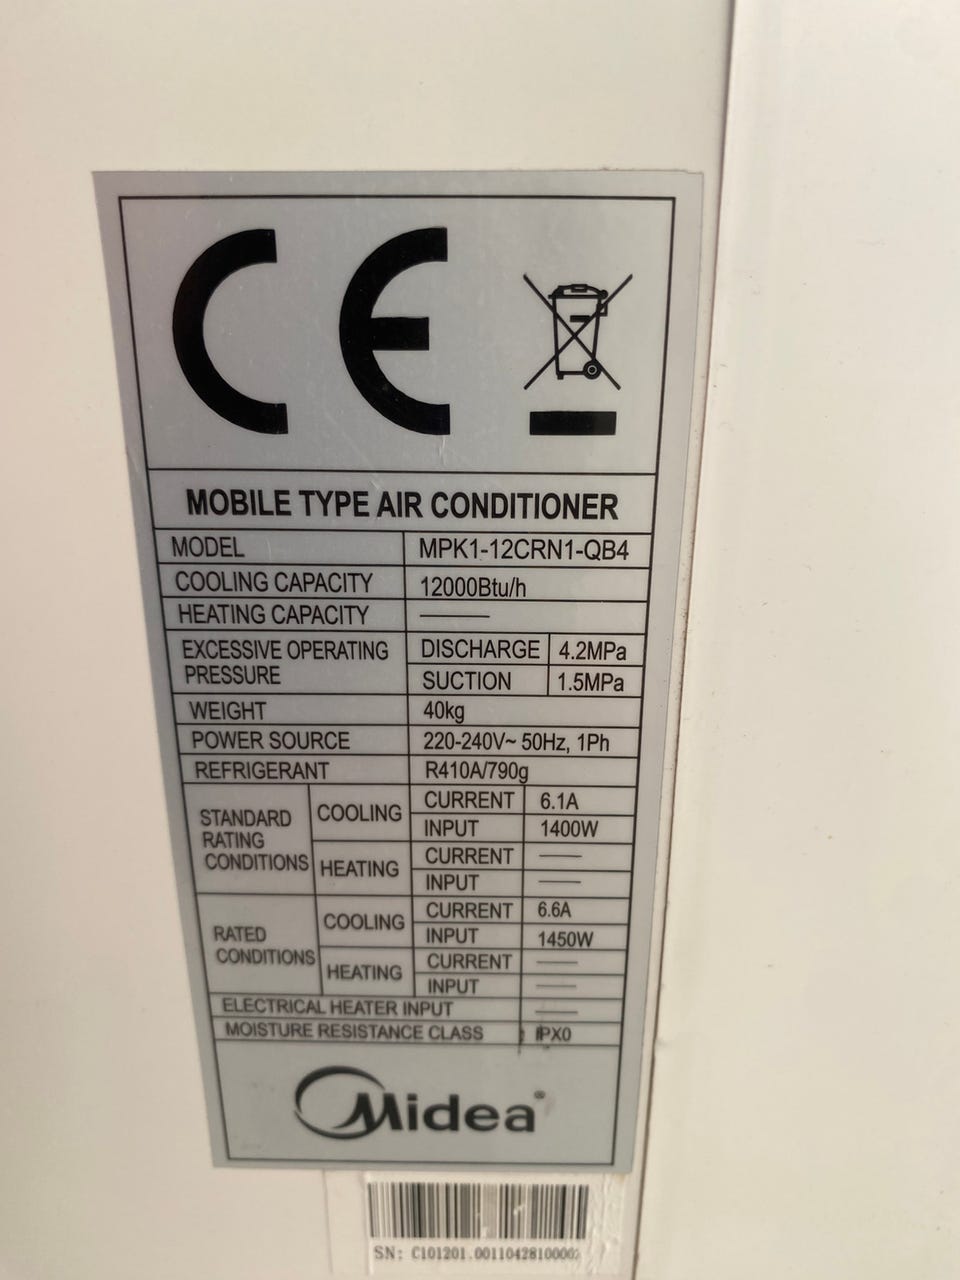 CE
MOBILE TYPE AIR CONDITIONER
MODEL MPK1-12CRN1-QB4
COOLING CAPACITY 12000Btu/h
HEATING CAPACITY ——
EXCESSIVE OPERATING PRESSURE DISCHARGE 4.2MPa
SUCTION 1.5MPa
WEIGHT 40kg
POWER SOURCE 220-240V~ 50Hz, 1Ph
REFRIGERANT R410A/790g
STANDARD RATING CONDITIONS COOLING CURRENT 6.1A
INPUT 1400W
HEATING CURRENT ——
INPUT ——
RATED CONDITIONS COOLING CURRENT 6.6A
INPUT 1450W
HEATING CURRENT ——
INPUT ——
ELECTRICAL HEATER INPUT ——
MOISTURE RESISTANCE CLASS IPX0
Midea®
SN: